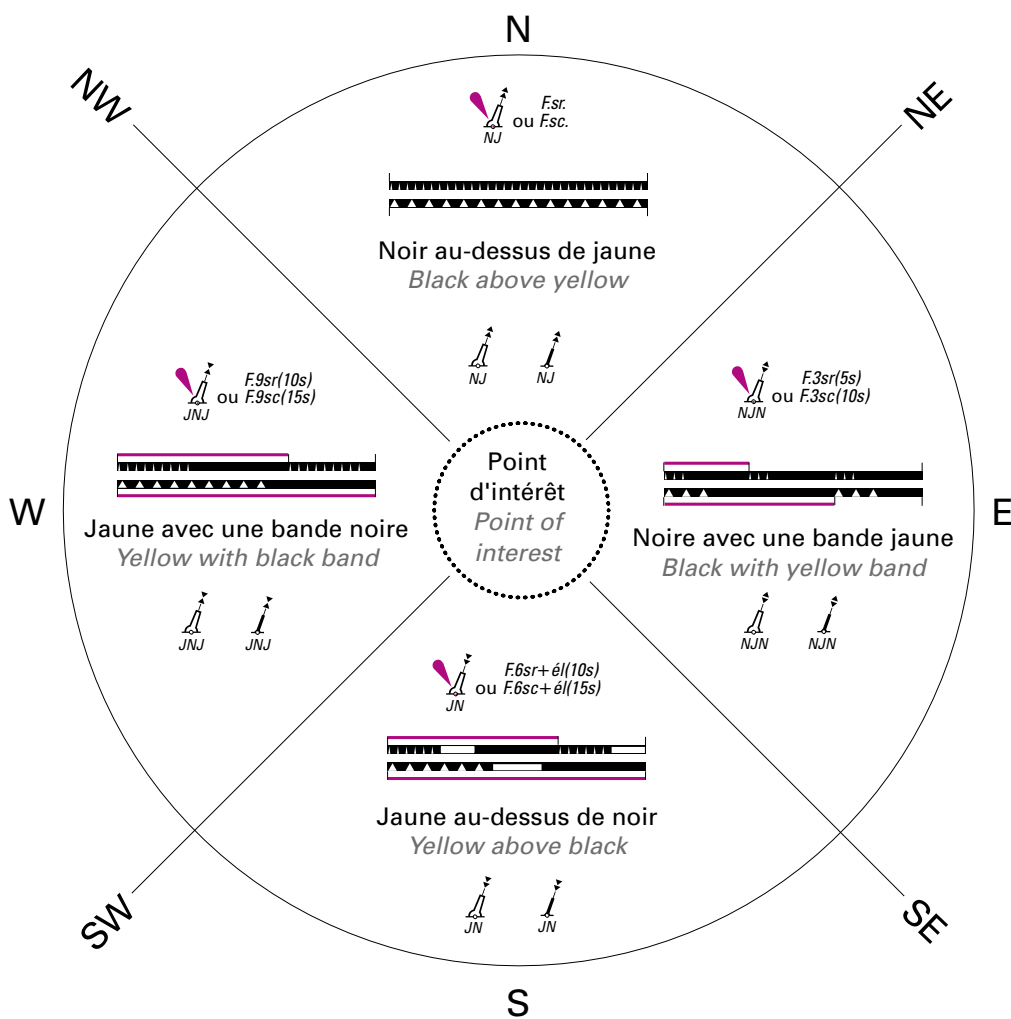 N
NW
NE
F.sr.
ou F.sc.
NJ
Noir au-dessus de jaune
Black above yellow
NJ
NJ
F.9sr(10s)
ou F.9sc(15s)
JNJ
F.3sr(5s)
ou F.3sc(10s)
NJN
W
Jaune avec une bande noire
Yellow with black band
JNJ
JNJ
Point
d'intérêt
Point of
interest
E
Noire avec une bande jaune
Black with yellow band
NJN
NJN
F.6sr+él(10s)
ou F.6sc+él(15s)
JN
Jaune au-dessus de noir
Yellow above black
JN
JN
SW
SE
S